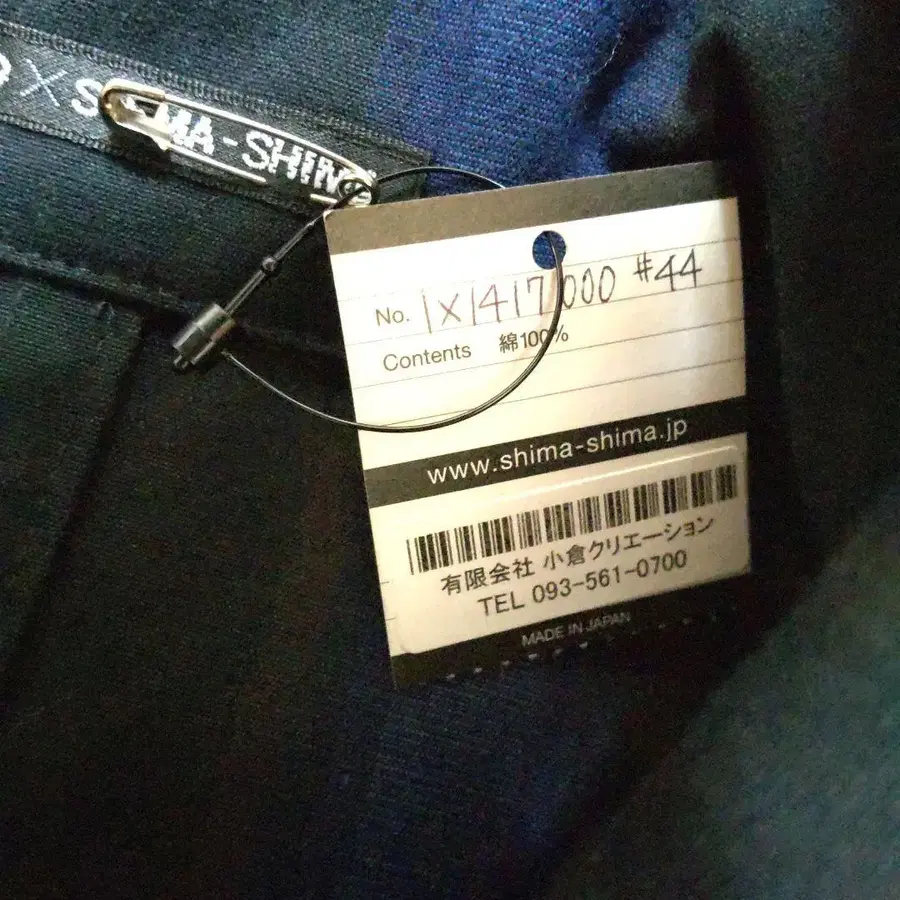 × SHIMA-SHIMA
No. 1X1417000 #44
Contents 綿100%
www.shima-shima.jp
有限会社 小倉クリエーション
TEL 093-561-0700
MADE IN JAPAN